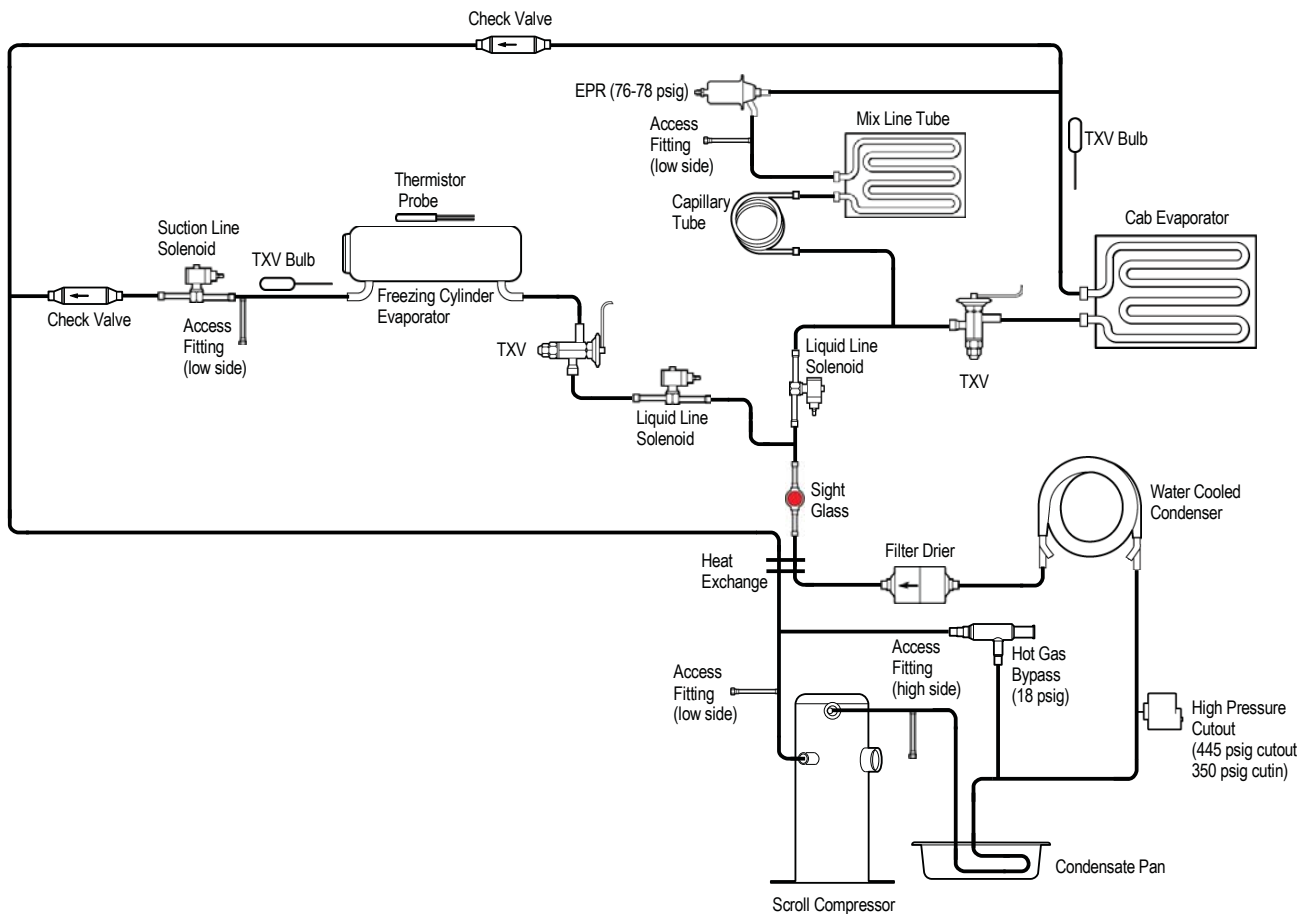 Check Valve
EPR (76-78 psig)
Access
Fitting
(low side)
Mix Line Tube
TXV Bulb
Capillary
Tube
Cab Evaporator
Thermistor
Probe
Suction Line
Solenoid
TXV Bulb
Freezing Cylinder
Evaporator
Check Valve
Access
Fitting
(low side)
TXV
Liquid Line
Solenoid
Liquid Line
Solenoid
TXV
Sight
Glass
Water Cooled
Condenser
Heat
Exchange
Filter Drier
Access
Fitting
(low side)
Access
Fitting
(high side)
Hot Gas
Bypass
(18 psig)
High Pressure
Cutout
(445 psig cutout
350 psig cutin)
Condensate Pan
Scroll Compressor